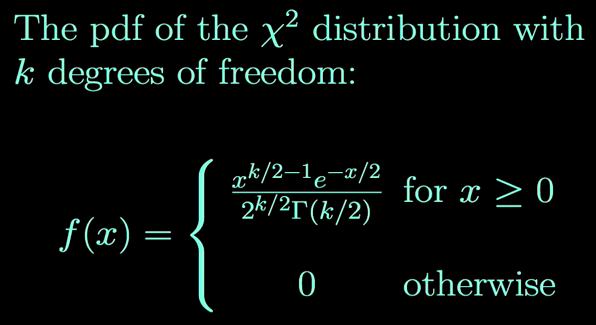 The pdf of the χ² distribution with
k degrees of freedom:
f(x) = { x^{k/2−1}e^{−x/2} / 2^{k/2}Γ(k/2) for x ≥ 0
0 otherwise